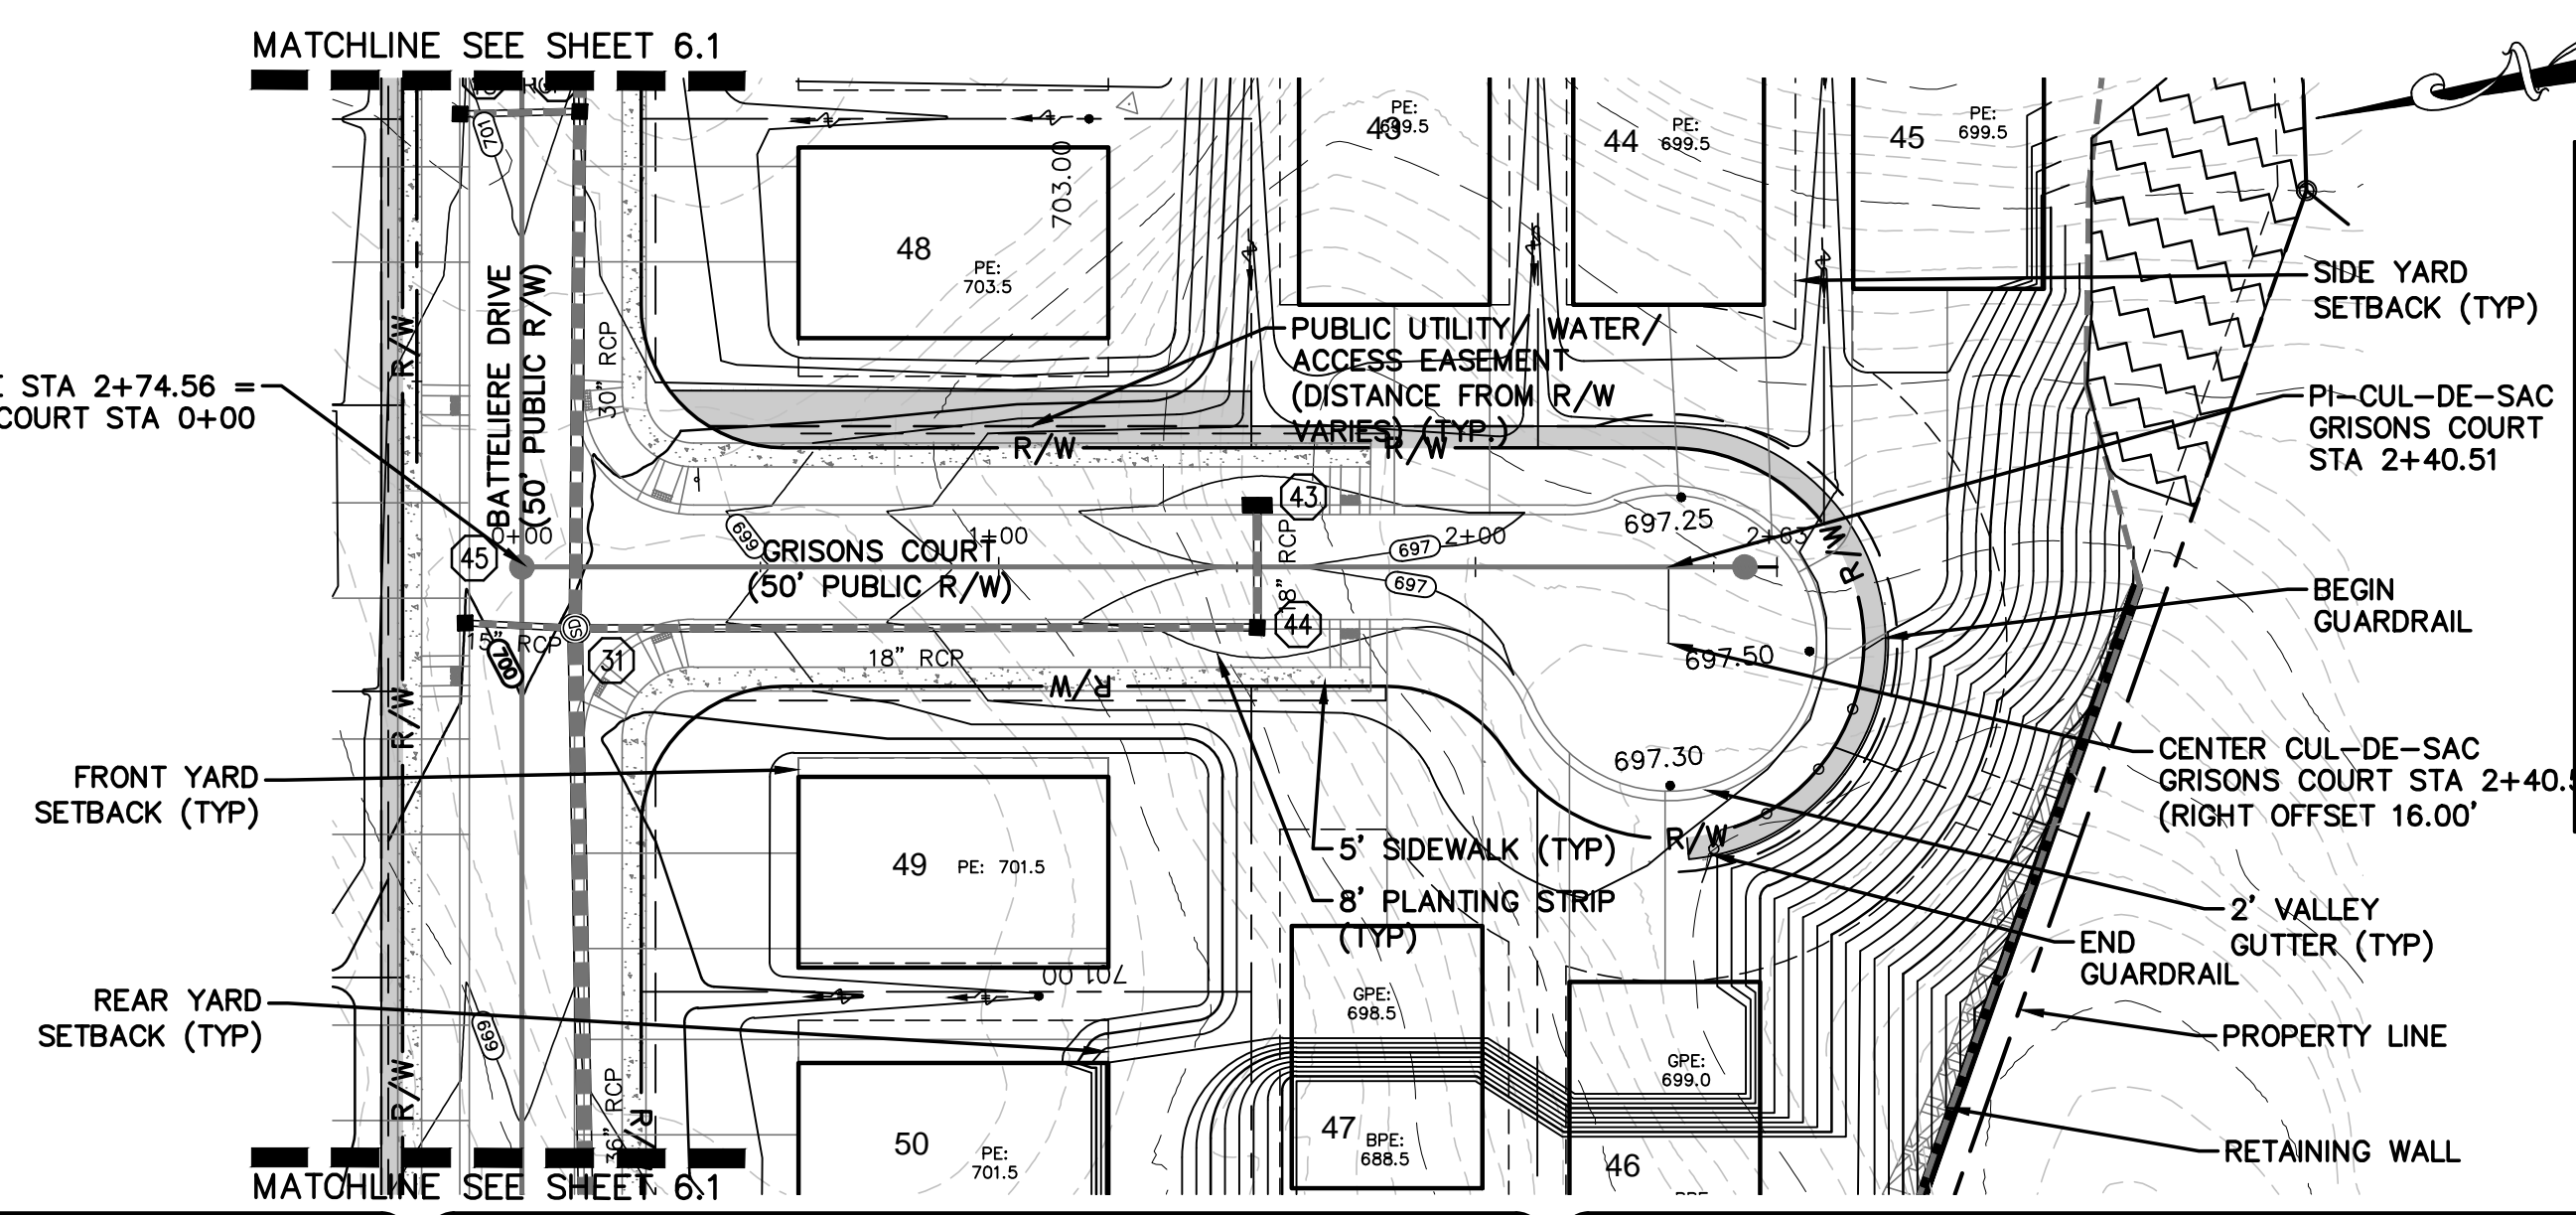 MATCHLINE SEE SHEET 6.1
701
PE:
703.5
48
703.00
43
PE:
699.5
44
PE:
699.5
45
PE:
699.5
SIDE YARD
SETBACK (TYP)
BATTELIERE DRIVE
(50' PUBLIC R/W)
R/W
30" RCP
PUBLIC UTILITY/ WATER/
ACCESS EASEMENT
(DISTANCE FROM R/W
VARIES) (TYP.)
STA 2+74.56 =
COURT STA 0+00
PI-CUL-DE-SAC
GRISONS COURT
STA 2+40.51
R/W
R/W
43
697.25
0+00
699
1+00
2+00
2+63
45
GRISONS COURT
(50' PUBLIC R/W)
697
697
18" RCP
R/W
BEGIN
GUARDRAIL
44
15" RCP
SD
700
31
18" RCP
697.50
R/W
R/W
CENTER CUL-DE-SAC
GRISONS COURT STA 2+40.5
(RIGHT OFFSET 16.00'
697.30
FRONT YARD
SETBACK (TYP)
R/W
5' SIDEWALK (TYP)
49
PE: 701.5
8' PLANTING STRIP
(TYP)
2' VALLEY
GUTTER (TYP)
END
GUARDRAIL
701.00
REAR YARD
SETBACK (TYP)
699
GPE:
698.5
PROPERTY LINE
GPE:
699.0
R/W
36" RCP
R/
47
BPE:
688.5
50
PE:
701.5
46
RETAINING WALL
MATCHLINE SEE SHEET 6.1